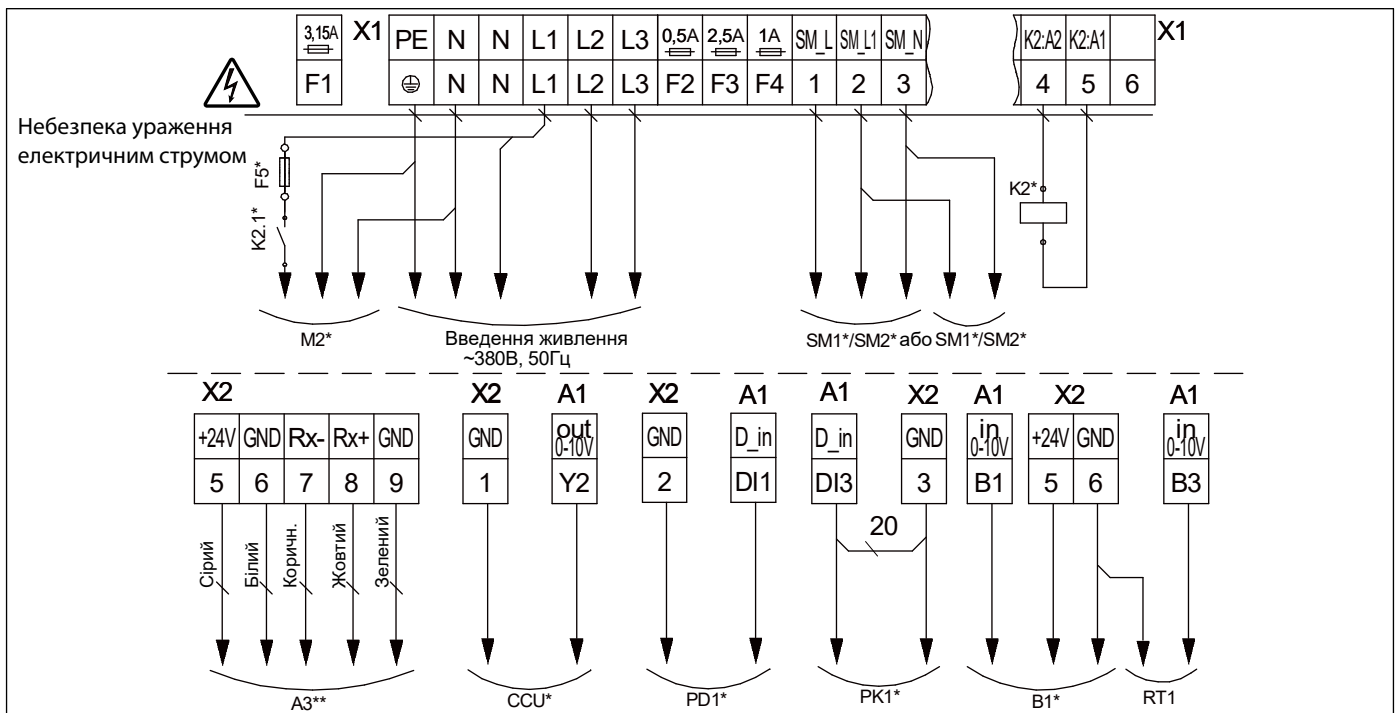 3,15A X1 PE N N L1 L2 L3 0,5A 2,5A 1A SM_L SM_L1 SM_N K2:A2 K2:A1 X1
F1 N N L1 L2 L3 F2 F3 F4 1 2 3 4 5 6
Небезпека ураження
електричним струмом
F5*
K2.1*
K2*
M2*
Введення живлення
~380В, 50Гц
SM1*/SM2* або SM1*/SM2*
X2 X2 A1 X2 A1 A1 X2 A1 X2 A1
+24V GND Rx- Rx+ GND GND out 0-10V GND D_in D_in GND in 0-10V +24V GND in 0-10V
5 6 7 8 9 1 Y2 2 DI1 DI3 3 B1 5 6 B3
20
Сірий
Білий
Коричн.
Жовтий
Зелений
A3** CCU* PD1* PK1* B1* RT1